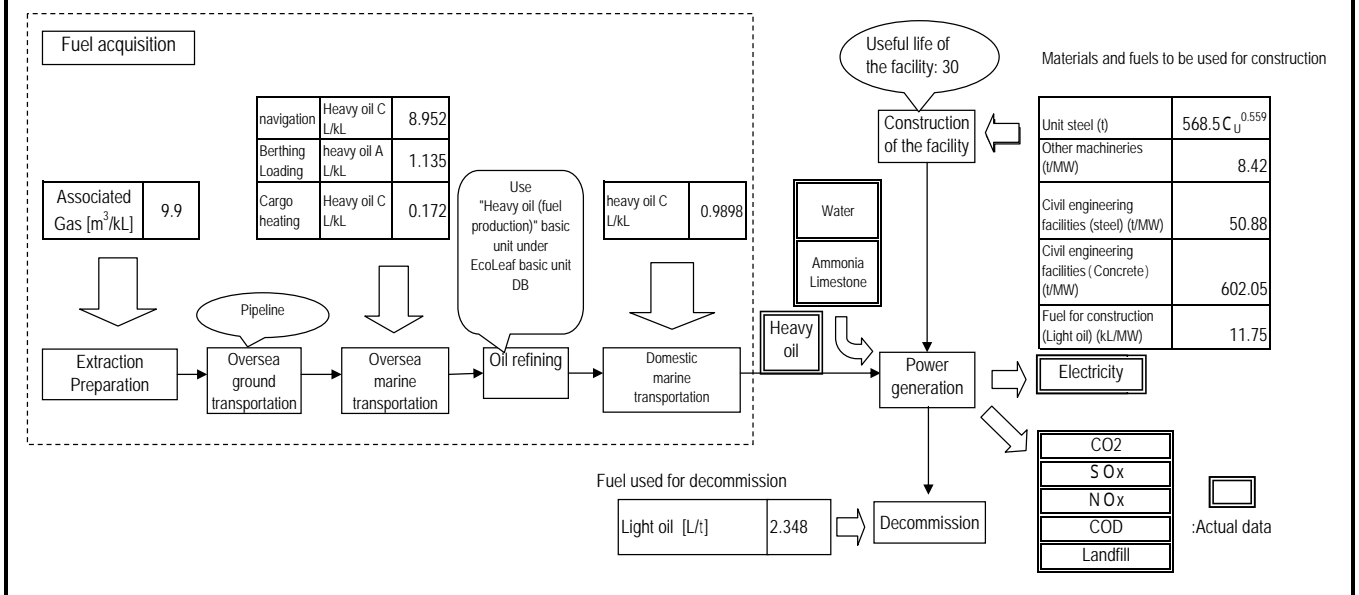 Fuel acquisition
Useful life of
the facility: 30
Materials and fuels to be used for construction
navigation
Heavy oil C
L/kL
8.952
Berthing
Loading
heavy oil A
L/kL
1.135
Cargo
heating
Heavy oil C
L/kL
0.172
Associated
Gas [m³/kL]
9.9
Use
"Heavy oil (fuel
production)" basic
unit under
EcoLeaf basic unit
DB
heavy oil C
L/kL
0.9898
Water
Ammonia
Limestone
Construction
of the facility
Unit steel (t)
568.5CU^0.559
Other machineries
(t/MW)
8.42
Civil engineering
facilities (steel) (t/MW)
50.88
Civil engineering
facilities (Concrete)
(t/MW)
602.05
Fuel for construction
(Light oil) (kL/MW)
11.75
Pipeline
Heavy
oil
Extraction
Preparation
Oversea
ground
transportation
Oversea
marine
transportation
Oil refining
Domestic
marine
transportation
Power
generation
Electricity
CO2
SOx
NOx
COD
Landfill
:Actual data
Fuel used for decommission
Light oil [L/t]
2.348
Decommission